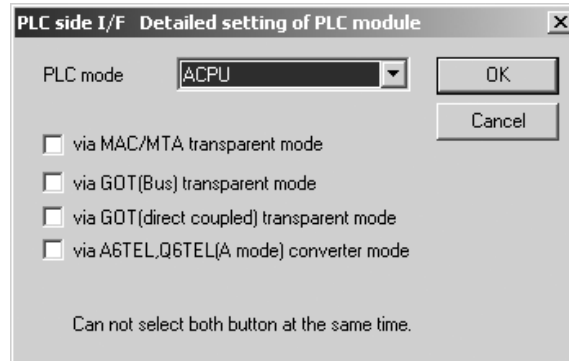 PLC side I/F Detailed setting of PLC module
PLC mode
ACPU
OK
Cancel
via MAC/MTA transparent mode
via GOT(Bus) transparent mode
via GOT(direct coupled) transparent mode
via A6TEL,Q6TEL(A mode) converter mode
Can not select both button at the same time.